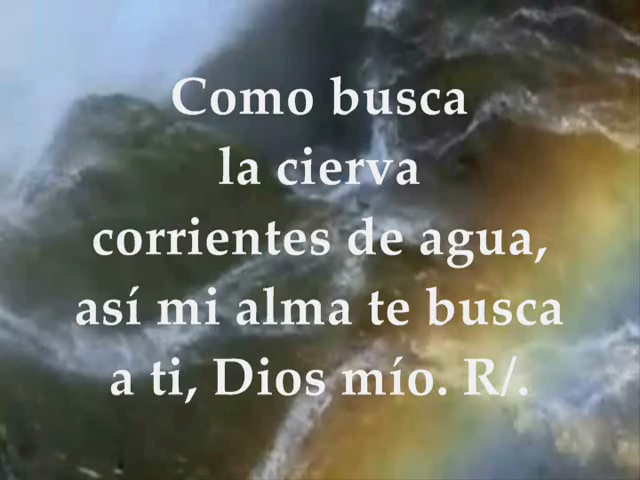 Como busca
la cierva
corrientes de agua,
así mi alma te busca
a ti, Dios mío. R/.